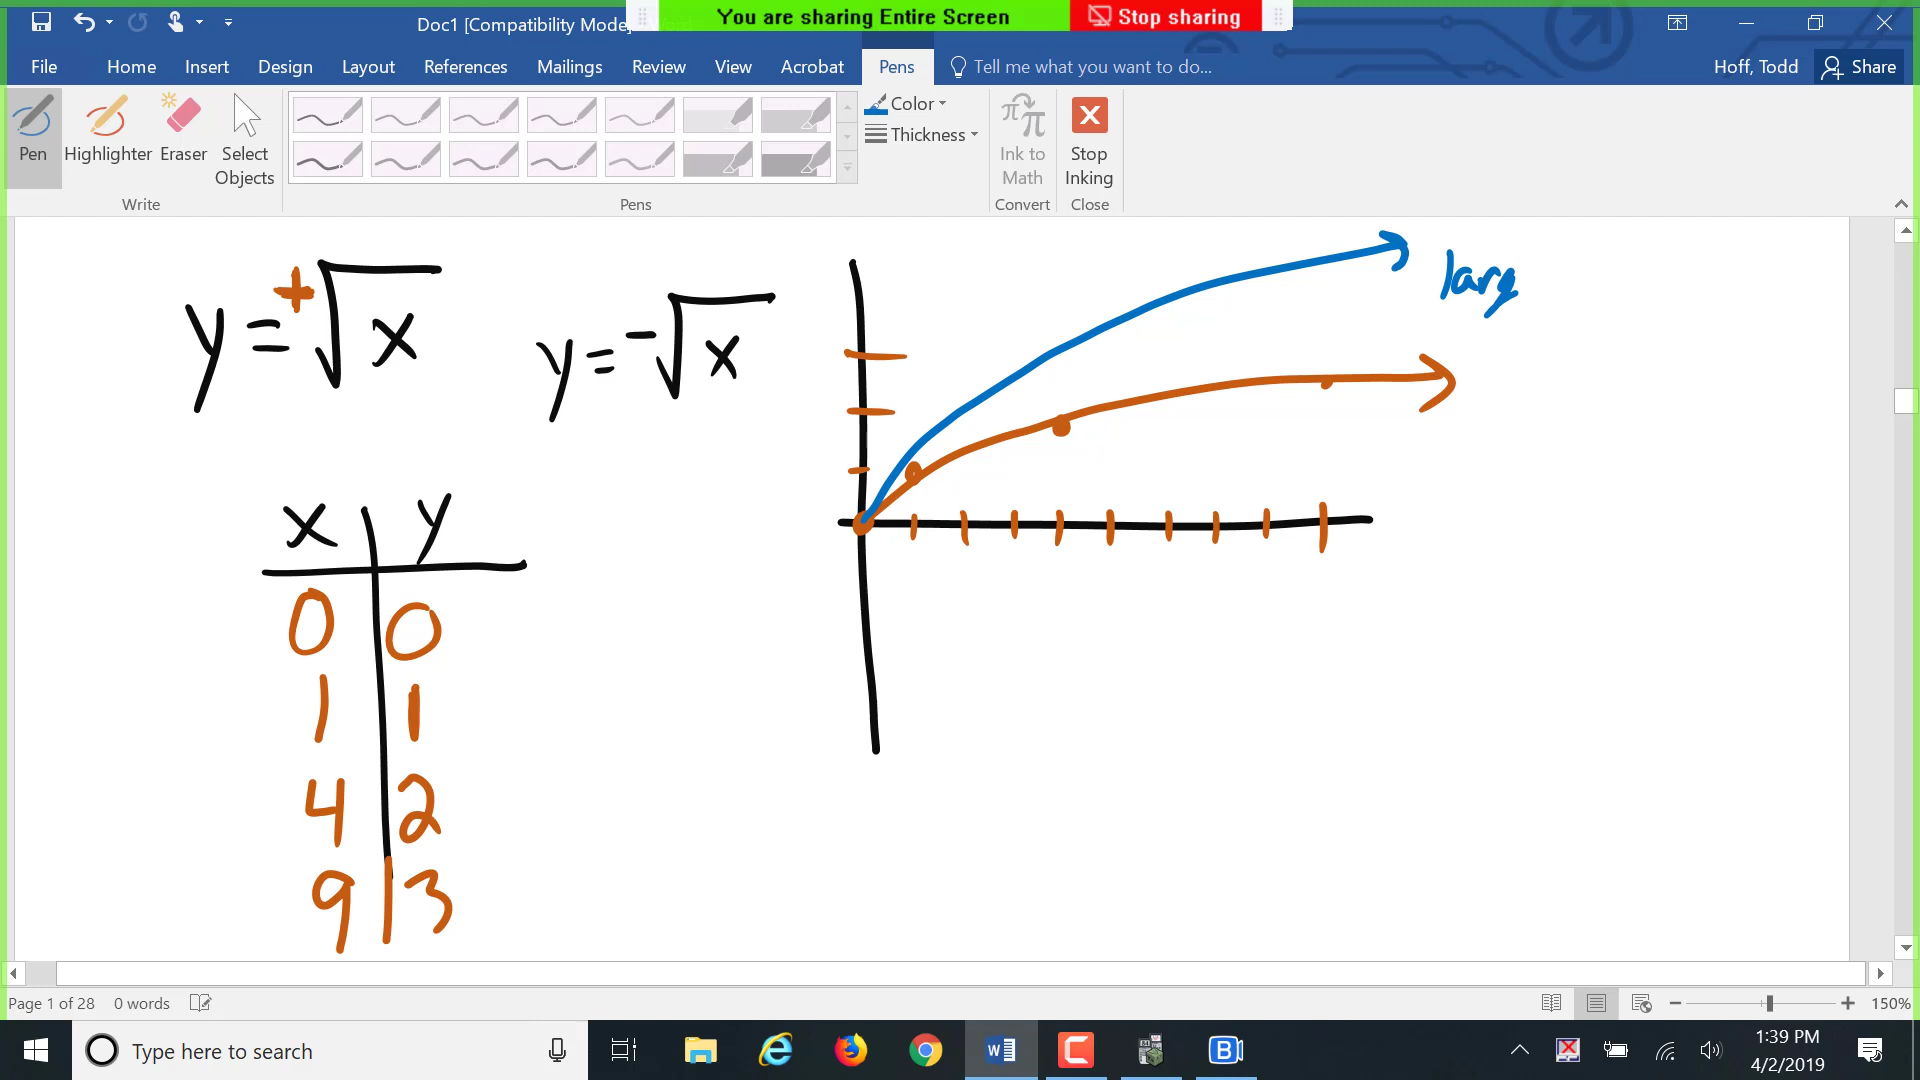 Doc1 [Compatibility Mode]
You are sharing Entire Screen
Stop sharing
File Home Insert Design Layout References Mailings Review View Acrobat Pens Tell me what you want to do... Hoff, Todd Share
Pen Highlighter Eraser Select Objects
Color
Thickness
Ink to Math
Stop Inking
Write Pens Convert Close
y = +√x
y = -√x
larg
x y
0 0
1 1
4 2
9 3
Page 1 of 28 0 words 150%
Type here to search
1:39 PM
4/2/2019